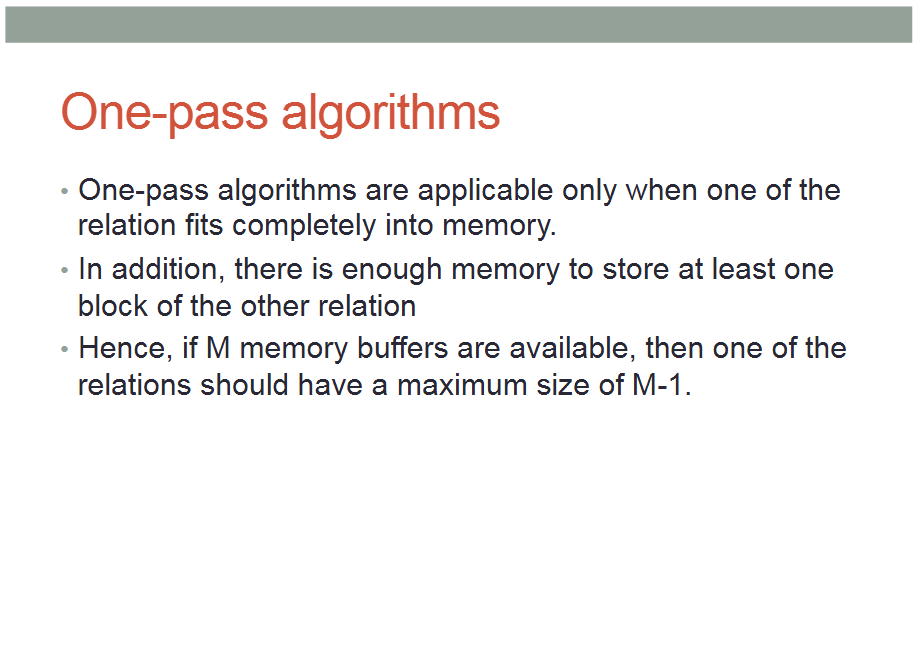 One-pass algorithms
• One-pass algorithms are applicable only when one of the
relation fits completely into memory.
• In addition, there is enough memory to store at least one
block of the other relation
• Hence, if M memory buffers are available, then one of the
relations should have a maximum size of M-1.